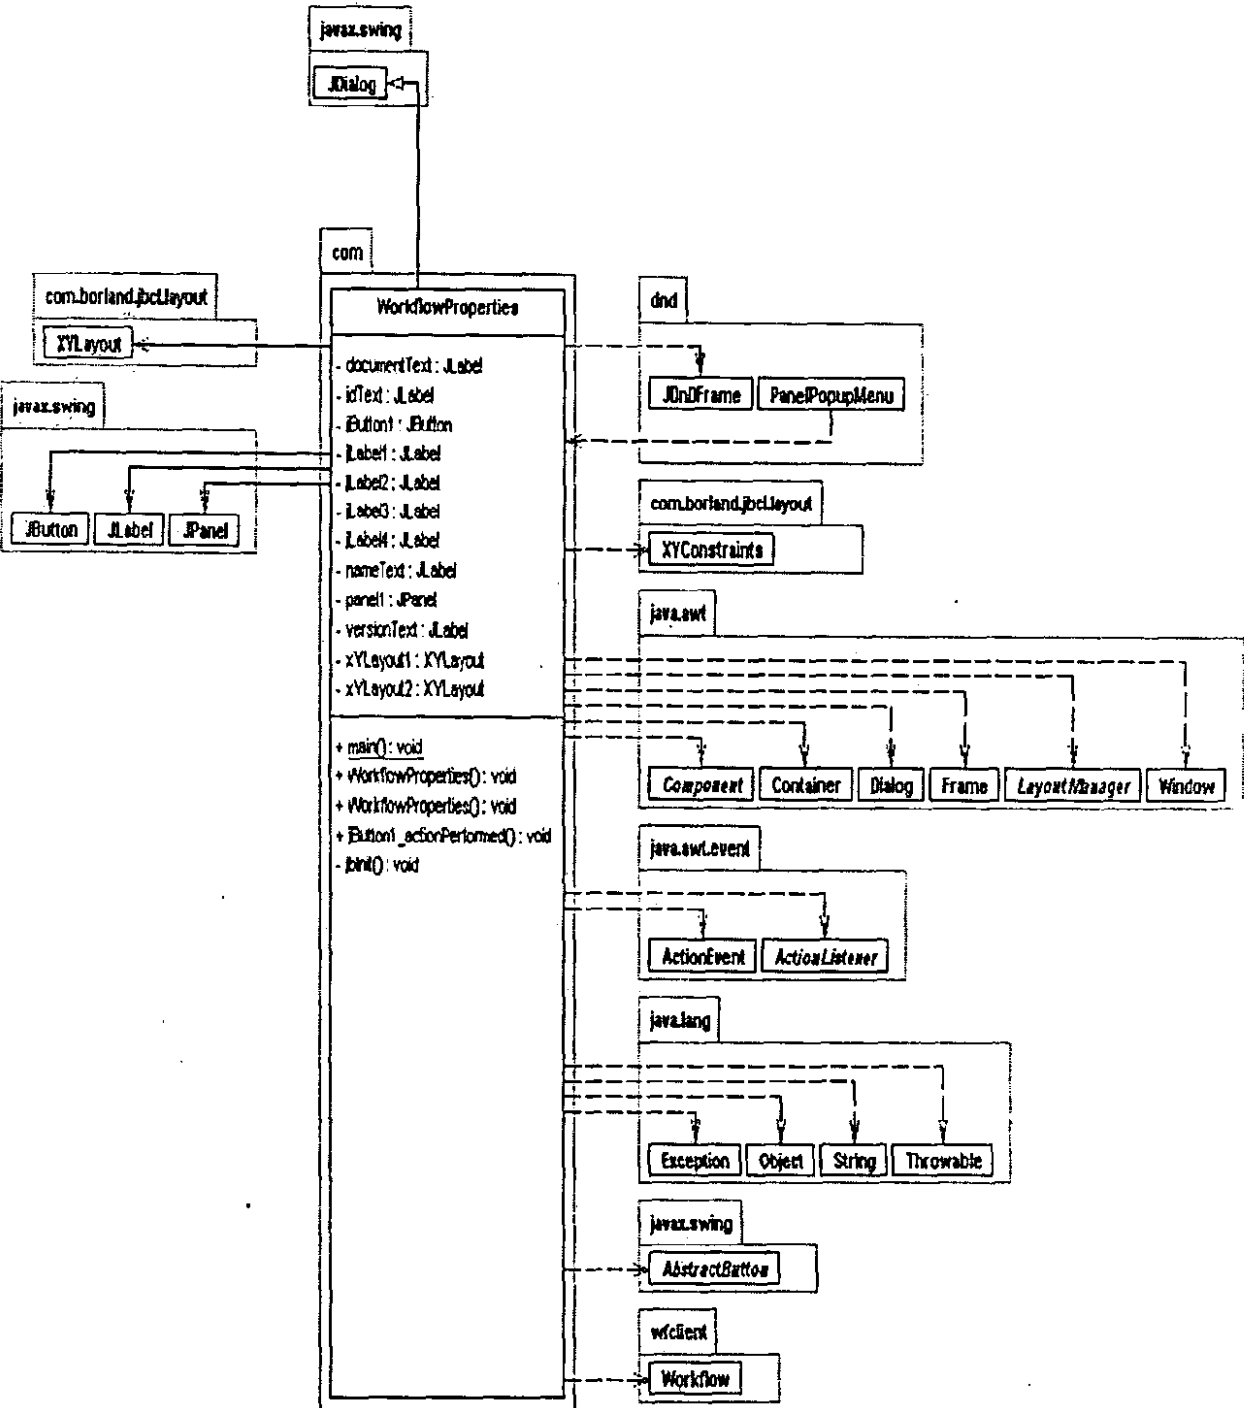 javax.swing
JDialog
com
com.borland.jbcl.layout
XYLayout
javax.swing
JButton JLabel JPanel
WorkflowProperties
- documentText : JLabel
- idText : JLabel
- jButton1 : JButton
- jLabel1 : JLabel
- jLabel2 : JLabel
- jLabel3 : JLabel
- jLabel4 : JLabel
- nameText : JLabel
- panel1 : JPanel
- versionText : JLabel
- xYLayout1 : XYLayout
- xYLayout2 : XYLayout
+ main() : void
+ WorkflowProperties() : void
+ WorkflowProperties() : void
+ jButton1_actionPerformed() : void
- jbInit() : void
dnd
JDnDFrame PanelPopupMenu
com.borland.jbcl.layout
XYConstraints
java.awt
Component Container Dialog Frame LayoutManager Window
java.awt.event
ActionEvent ActionListener
java.lang
Exception Object String Throwable
javax.swing
AbstractButton
wfclient
Workflow